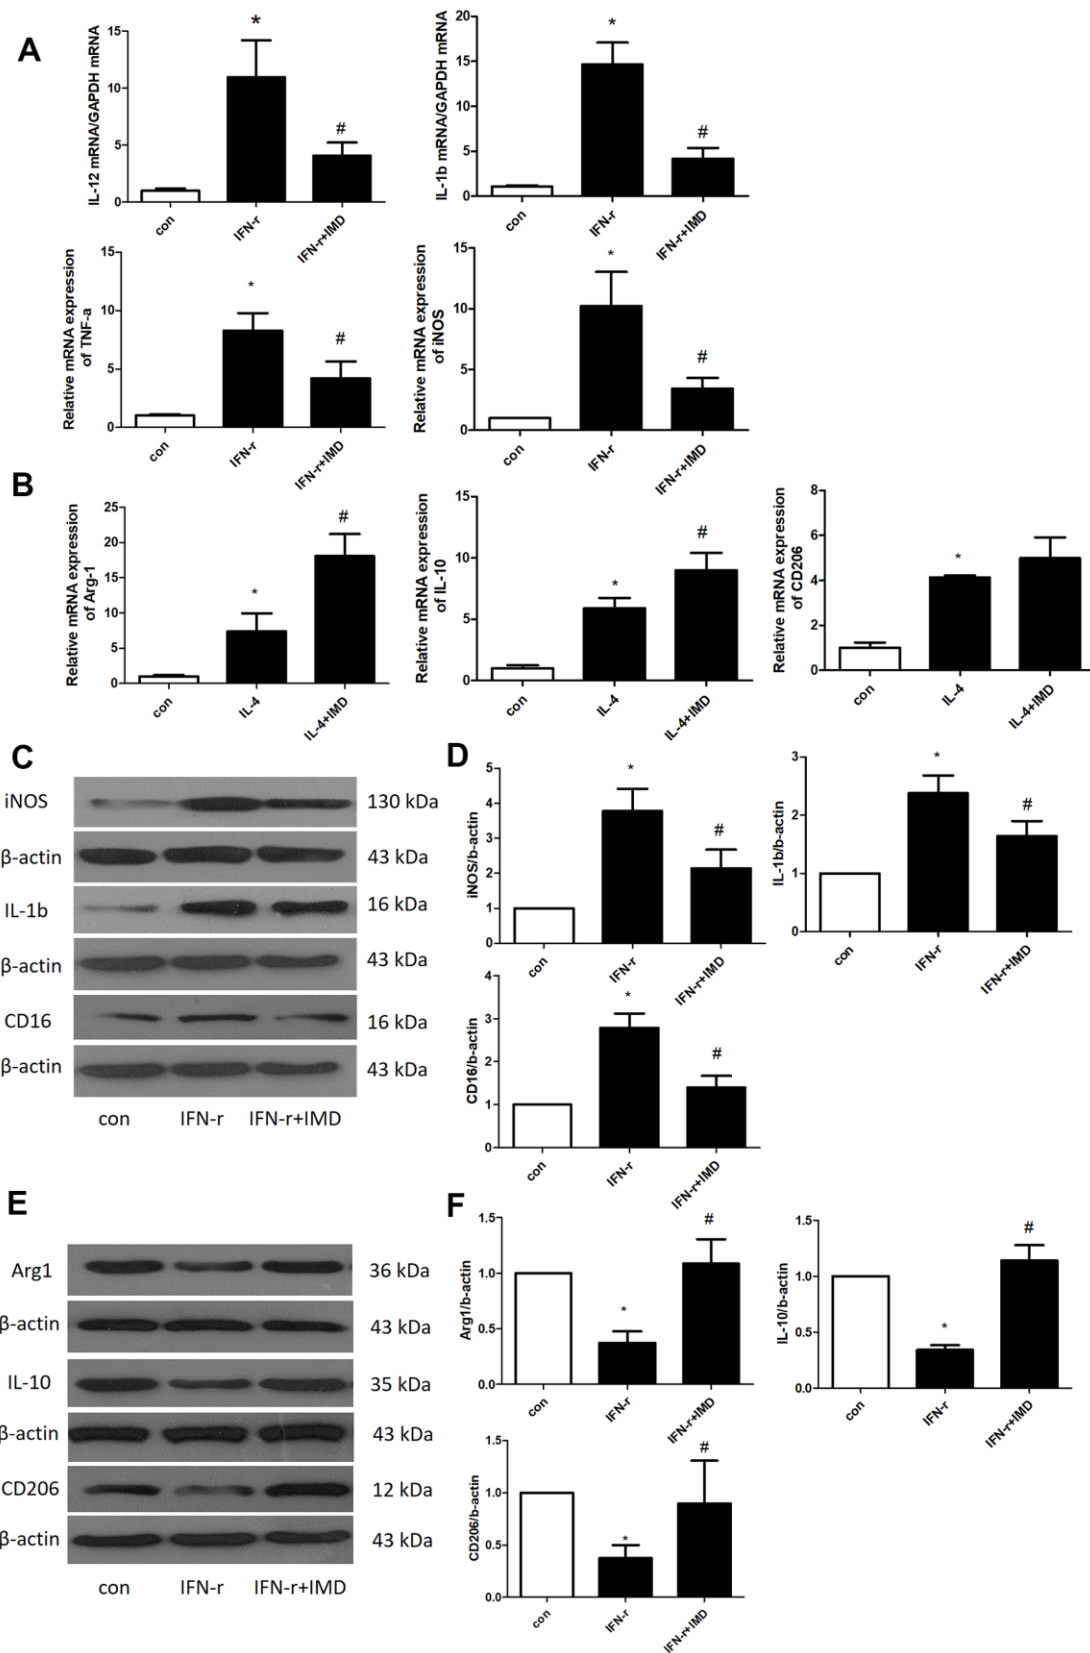 A
IL-12 mRNA/GAPDH mRNA
15
10
5
0
*
#
con
IFN-r
IFN-r+IMD
IL-1b mRNA/GAPDH mRNA
20
15
10
5
0
*
#
con
IFN-r
IFN-r+IMD
Relative mRNA expression
of TNF-a
15
10
5
0
*
#
con
IFN-r
IFN-r+IMD
Relative mRNA expression
of iNOS
15
10
5
0
*
#
con
IFN-r
IFN-r+IMD
B
Relative mRNA expression
of Arg-1
25
20
15
10
5
0
*
#
con
IL-4
IL-4+IMD
Relative mRNA expression
of IL-10
15
10
5
0
*
#
con
IL-4
IL-4+IMD
Relative mRNA expression
of CD206
8
6
4
2
0
*
con
IL-4
IL-4+IMD
C
iNOS 130 kDa
β-actin 43 kDa
IL-1b 16 kDa
β-actin 43 kDa
CD16 16 kDa
β-actin 43 kDa
con IFN-r IFN-r+IMD
D
iNOS/b-actin
5
4
3
2
1
0
*
#
con
IFN-r
IFN-r+IMD
IL-1b/b-actin
3
2
1
0
*
#
con
IFN-r
IFN-r+IMD
CD16/b-actin
4
3
2
1
0
*
#
con
IFN-r
IFN-r+IMD
E
Arg1 36 kDa
β-actin 43 kDa
IL-10 35 kDa
β-actin 43 kDa
CD206 12 kDa
β-actin 43 kDa
con IFN-r IFN-r+IMD
F
Arg1/b-actin
1.5
1.0
0.5
0.0
*
#
con
IFN-r
IFN-r+IMD
IL-10/b-actin
1.5
1.0
0.5
0.0
*
#
con
IFN-r
IFN-r+IMD
CD206/b-actin
1.5
1.0
0.5
0.0
*
#
con
IFN-r
IFN-r+IMD